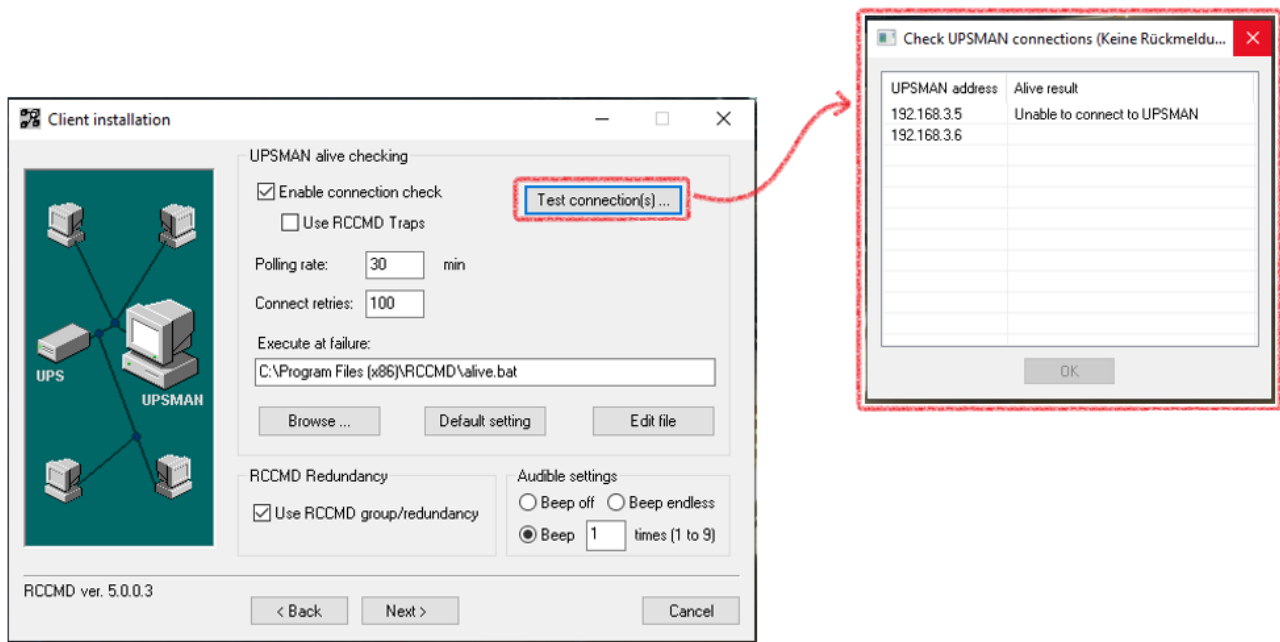 Client installation
UPSMAN alive checking
Enable connection check
Test connection(s) ...
Use RCCMD Traps
Polling rate: 30 min
Connect retries: 100
Execute at failure:
C:\Program Files (x86)\RCCMD\alive.bat
Browse ...
Default setting
Edit file
UPS
UPSMAN
RCCMD Redundancy
Use RCCMD group/redundancy
Audible settings
Beep off
Beep endless
Beep 1 times (1 to 9)
RCCMD ver. 5.0.0.3
< Back
Next >
Cancel
Check UPSMAN connections (Keine Rückmeldu...
UPSMAN address Alive result
192.168.3.5 Unable to connect to UPSMAN
192.168.3.6
OK